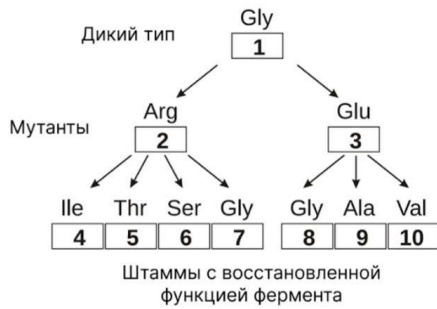 Gly
Дикий тип
1
Arg
Glu
Мутанты
2
3
Ile Thr Ser Gly Gly Ala Val
4 5 6 7 8 9 10
Штаммы с восстановленной
функцией фермента